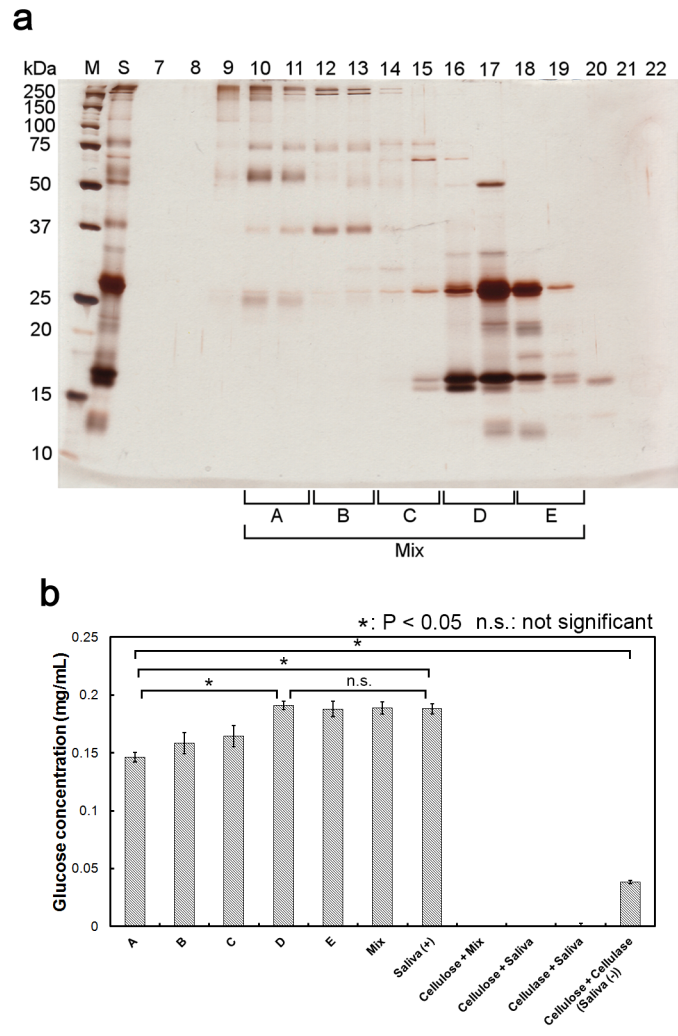 a
kDa M S 7 8 9 10 11 12 13 14 15 16 17 18 19 20 21 22
250
150
100
75
50
37
25
20
15
10
A B C D E
Mix
b
*: P < 0.05 n.s.: not significant
*
*
* n.s.
Glucose concentration (mg/mL)
0.25
0.2
0.15
0.1
0.05
0
A
B
C
D
E
Mix
Saliva (+)
Cellulose + Mix
Cellulose + Saliva
Cellulase + Saliva
Cellulose + Cellulase
(Saliva (-))